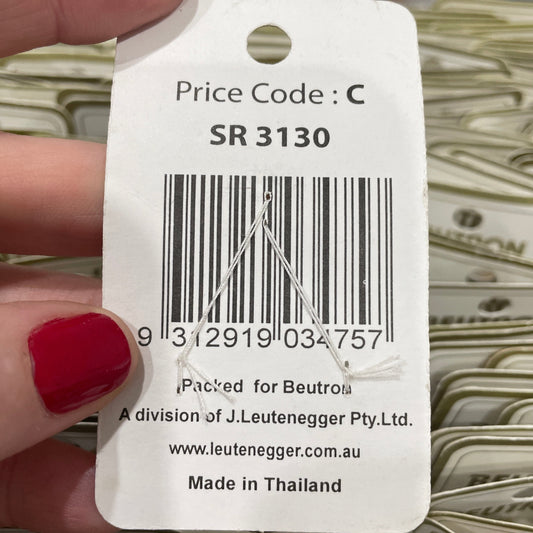 Price Code : C
SR 3130
9 312919 034757
Packed for Beutron
A division of J.Leutenegger Pty.Ltd.
www.leutenegger.com.au
Made in Thailand
BEUTRON